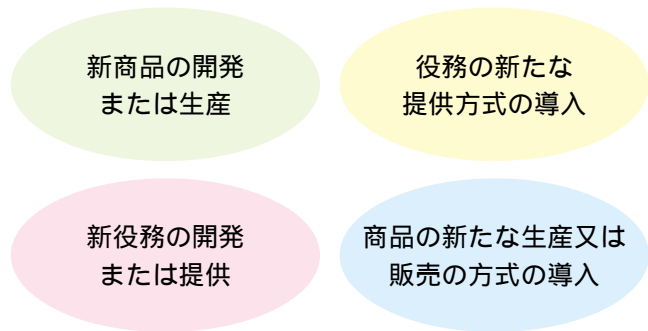 新商品の開発
または生産
役務の新たな
提供方式の導入
新役務の開発
または提供
商品の新たな生産又は
販売の方式の導入